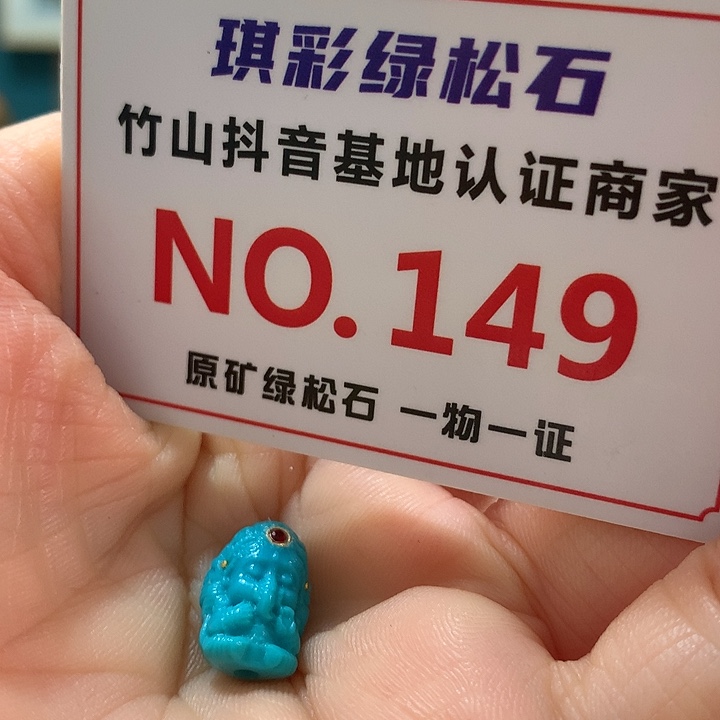 琪彩绿松石
竹山抖音基地认证商家
NO.149
原矿绿松石 一物一证